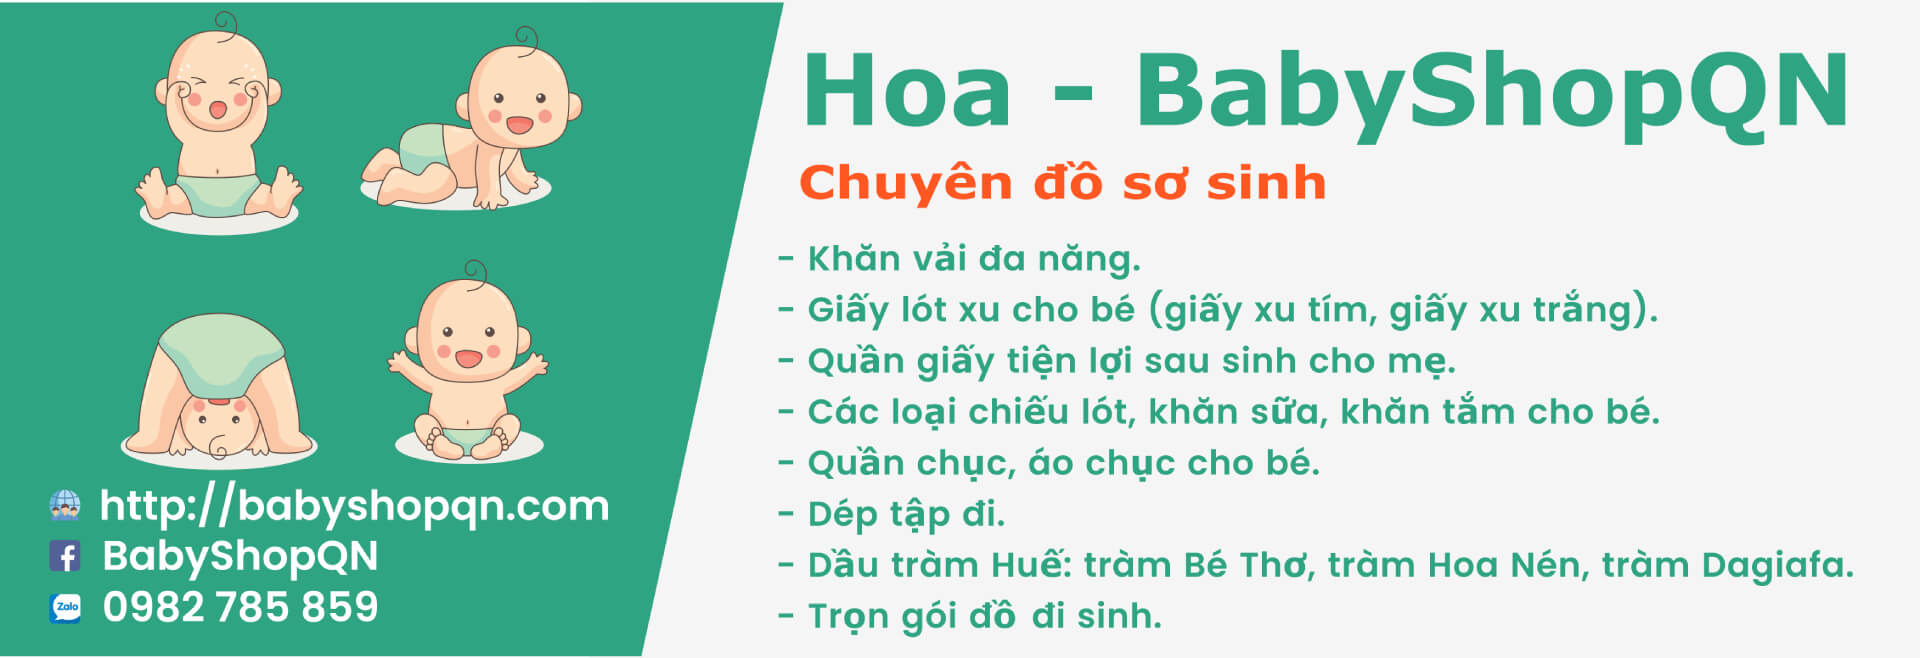 Hoa - BabyShopQN
Chuyên đồ sơ sinh
- Khăn vải đa năng.
- Giấy lót xu cho bé (giấy xu tím, giấy xu trắng).
- Quần giấy tiện lợi sau sinh cho mẹ.
- Các loại chiếu lót, khăn sữa, khăn tắm cho bé.
- Quần chục, áo chục cho bé.
- Dép tập đi.
- Dầu tràm Huế: tràm Bé Thơ, tràm Hoa Nén, tràm Dagiafa.
- Trọn gói đồ đi sinh.
http://babyshopqn.com
BabyShopQN
Zalo 0982 785 859